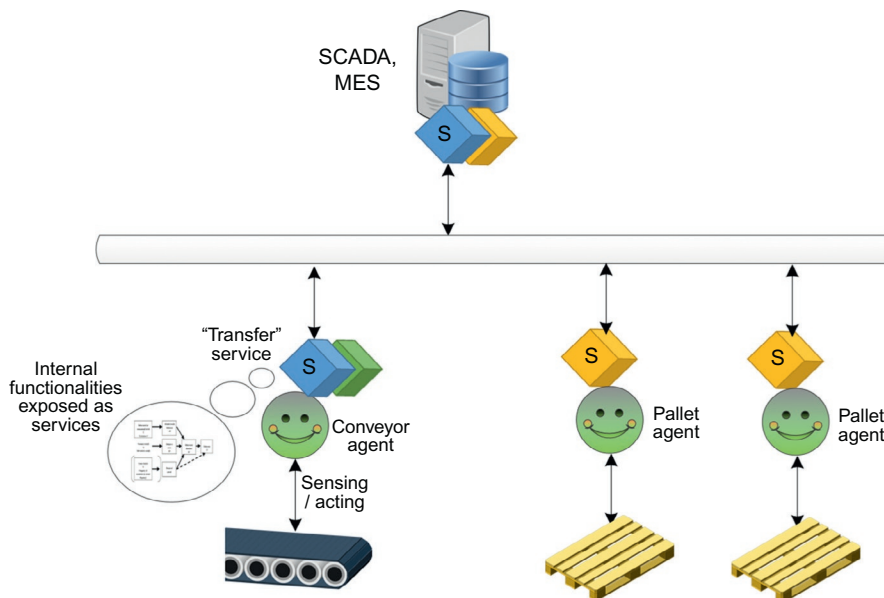 SCADA,
MES
S
“Transfer”
service
S
Internal
functionalities
exposed as
services
Conveyor
agent
Sensing
/ acting
S
Pallet
agent
S
Pallet
agent